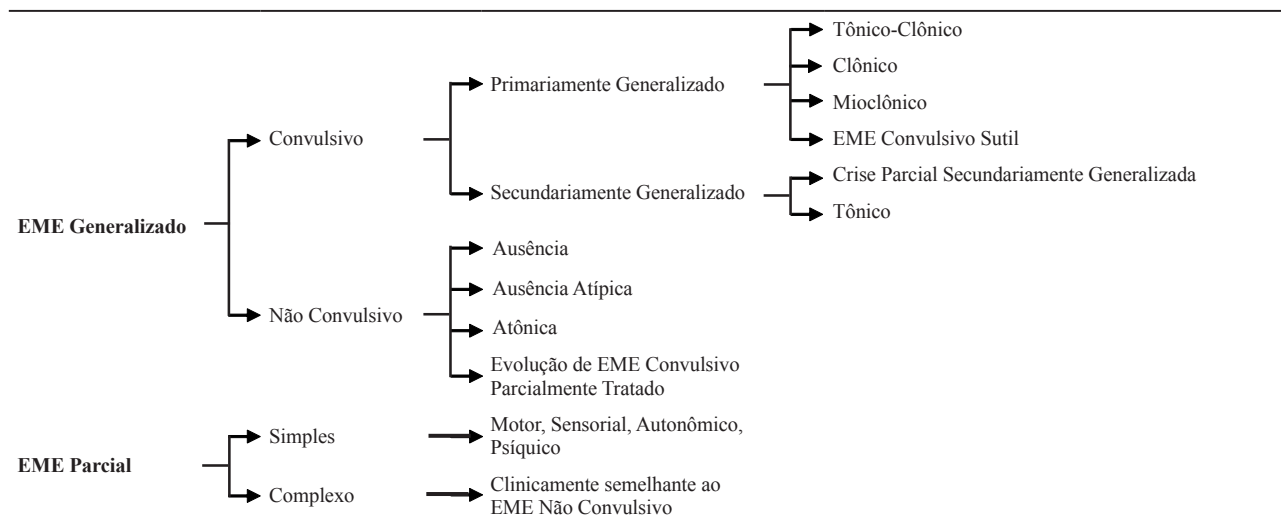 Tônico-Clônico
Clônico
Primariamente Generalizado
Mioclônico
Convulsivo
EME Convulsivo Sutil
Crise Parcial Secundariamente Generalizada
Secundariamente Generalizado
Tônico
EME Generalizado
Ausência
Ausência Atípica
Não Convulsivo
Atônica
Evolução de EME Convulsivo
Parcialmente Tratado
Simples
Motor, Sensorial, Autonômico,
Psíquico
EME Parcial
Complexo
Clinicamente semelhante ao
EME Não Convulsivo